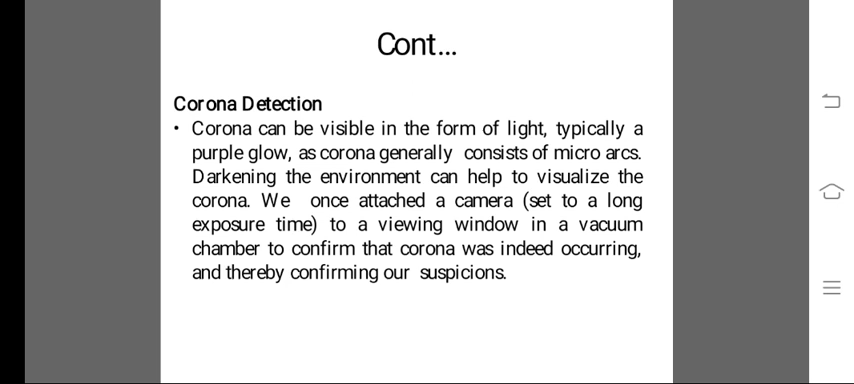 Cont...
Corona Detection
• Corona can be visible in the form of light, typically a
purple glow, as corona generally consists of micro arcs.
Darkening the environment can help to visualize the
corona. We once attached a camera (set to a long
exposure time) to a viewing window in a vacuum
chamber to confirm that corona was indeed occurring,
and thereby confirming our suspicions.